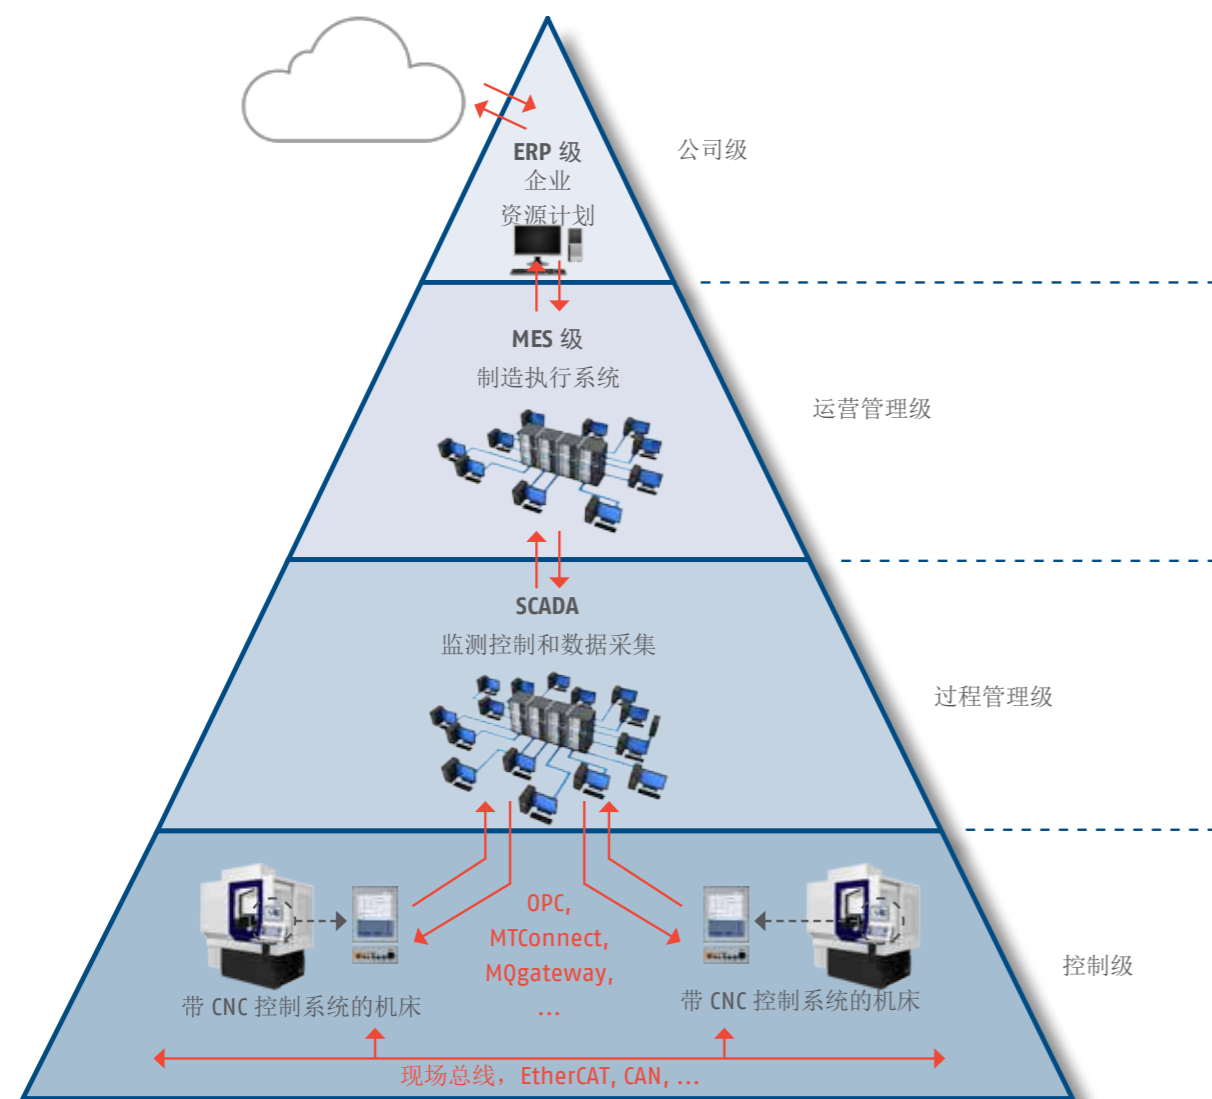 ERP 级
企业
资源计划
公司级
MES 级
制造执行系统
运营管理级
SCADA
监测控制和数据采集
过程管理级
OPC,
MTConnect,
MQgateway,
...
控制级
带 CNC 控制系统的机床
带 CNC 控制系统的机床
现场总线，EtherCAT, CAN, ...